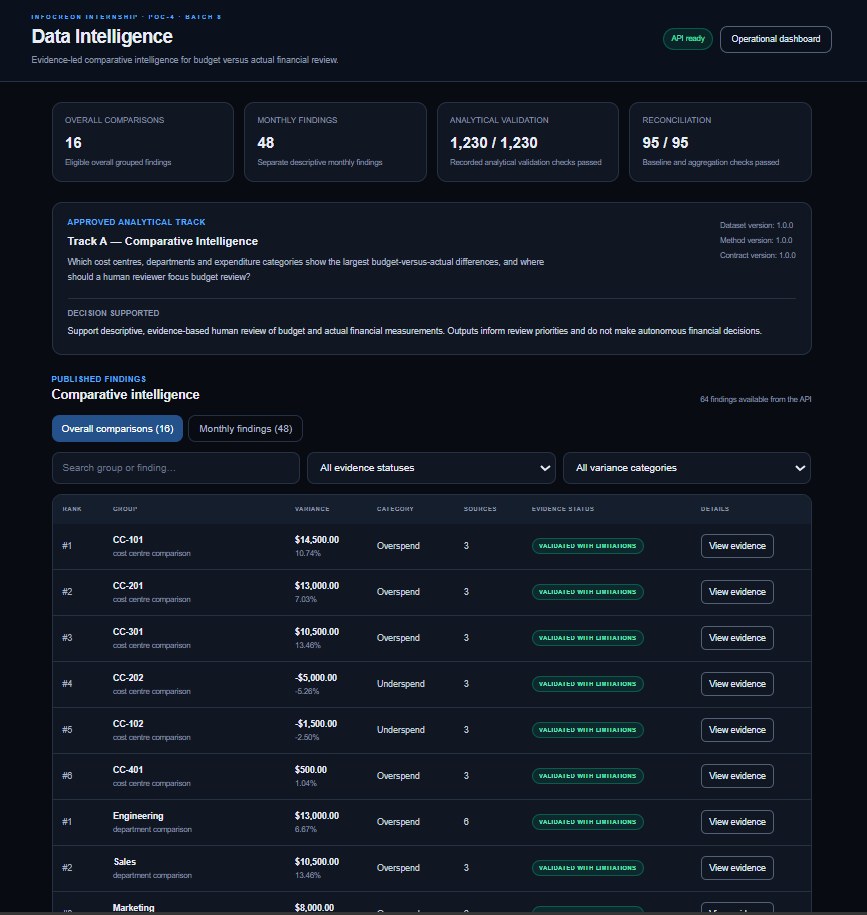 INFOCREON INTERNSHIP · POC-4 · BATCH 8
Data Intelligence
Evidence-led comparative intelligence for budget versus actual financial review.
API ready
Operational dashboard
OVERALL COMPARISONS
16
Eligible overall grouped findings
MONTHLY FINDINGS
48
Separate descriptive monthly findings
ANALYTICAL VALIDATION
1,230 / 1,230
Recorded analytical validation checks passed
RECONCILIATION
95 / 95
Baseline and aggregation checks passed
APPROVED ANALYTICAL TRACK
Track A — Comparative Intelligence
Which cost centres, departments and expenditure categories show the largest budget-versus-actual differences, and where
should a human reviewer focus budget review?
Dataset version: 1.0.0
Method version: 1.0.0
Contract version: 1.0.0
DECISION SUPPORTED
Support descriptive, evidence-based human review of budget and actual financial measurements. Outputs inform review priorities and do not make autonomous financial decisions.
PUBLISHED FINDINGS
Comparative intelligence
64 findings available from the API
Overall comparisons (16)
Monthly findings (48)
Search group or finding...
All evidence statuses
All variance categories
RANK GROUP VARIANCE CATEGORY SOURCES EVIDENCE STATUS DETAILS
#1 CC-101 $14,500.00 Overspend 3 VALIDATED WITH LIMITATIONS View evidence
cost centre comparison 10.74%
#2 CC-201 $13,000.00 Overspend 3 VALIDATED WITH LIMITATIONS View evidence
cost centre comparison 7.03%
#3 CC-301 $10,500.00 Overspend 3 VALIDATED WITH LIMITATIONS View evidence
cost centre comparison 13.46%
#4 CC-202 -$5,000.00 Underspend 3 VALIDATED WITH LIMITATIONS View evidence
cost centre comparison -5.26%
#5 CC-102 -$1,500.00 Underspend 3 VALIDATED WITH LIMITATIONS View evidence
cost centre comparison -2.50%
#6 CC-401 $500.00 Overspend 3 VALIDATED WITH LIMITATIONS View evidence
cost centre comparison 1.04%
#1 Engineering $13,000.00 Overspend 6 VALIDATED WITH LIMITATIONS View evidence
department comparison 6.67%
#2 Sales $10,500.00 Overspend 3 VALIDATED WITH LIMITATIONS View evidence
department comparison 13.46%
Marketing $8,000.00